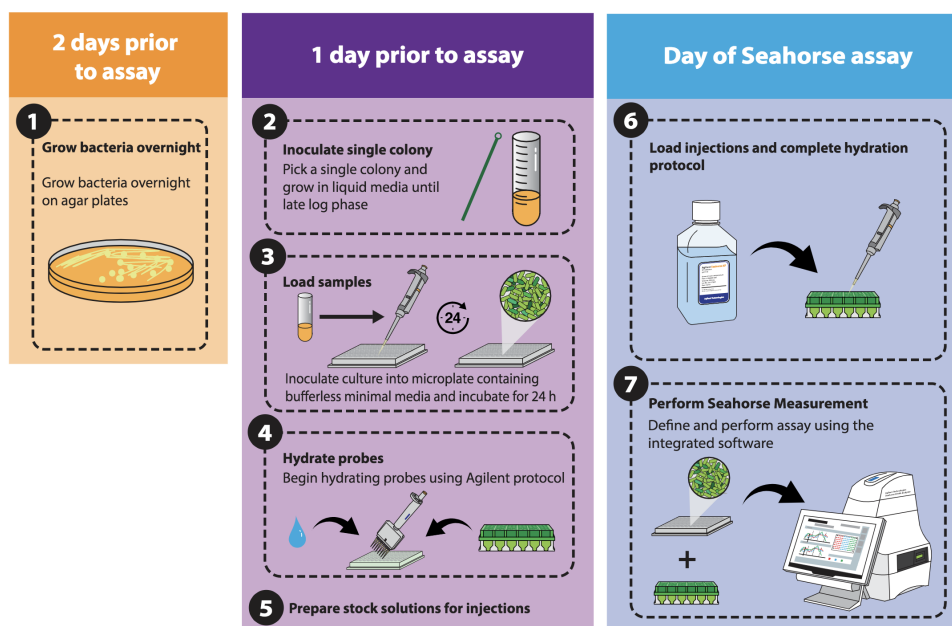 2 days prior
to assay
1
Grow bacteria overnight
Grow bacteria overnight
on agar plates
1 day prior to assay
2
Inoculate single colony
Pick a single colony and
grow in liquid media until
late log phase
3
Load samples
24
Inoculate culture into microplate containing
bufferless minimal media and incubate for 24 h
4
Hydrate probes
Begin hydrating probes using Agilent protocol
5 Prepare stock solutions for injections
Day of Seahorse assay
6
Load injections and complete hydration
protocol
7
Perform Seahorse Measurement
Define and perform assay using the
integrated software